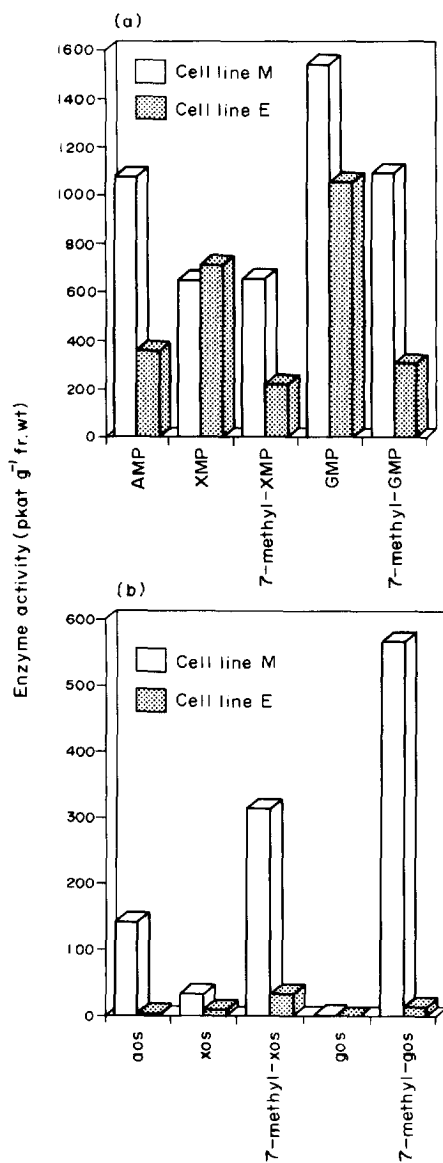 (a)
1600
1400
1200
1000
800
600
400
200
0
Cell line M
Cell line E
AMP
XMP
7-methyl-XMP
GMP
7-methyl-GMP
Enzyme activity (pkat g⁻¹ fr. wt)
(b)
600
500
400
300
200
100
0
Cell line M
Cell line E
aos
xos
7-methyl-xos
gos
7-methyl-gos